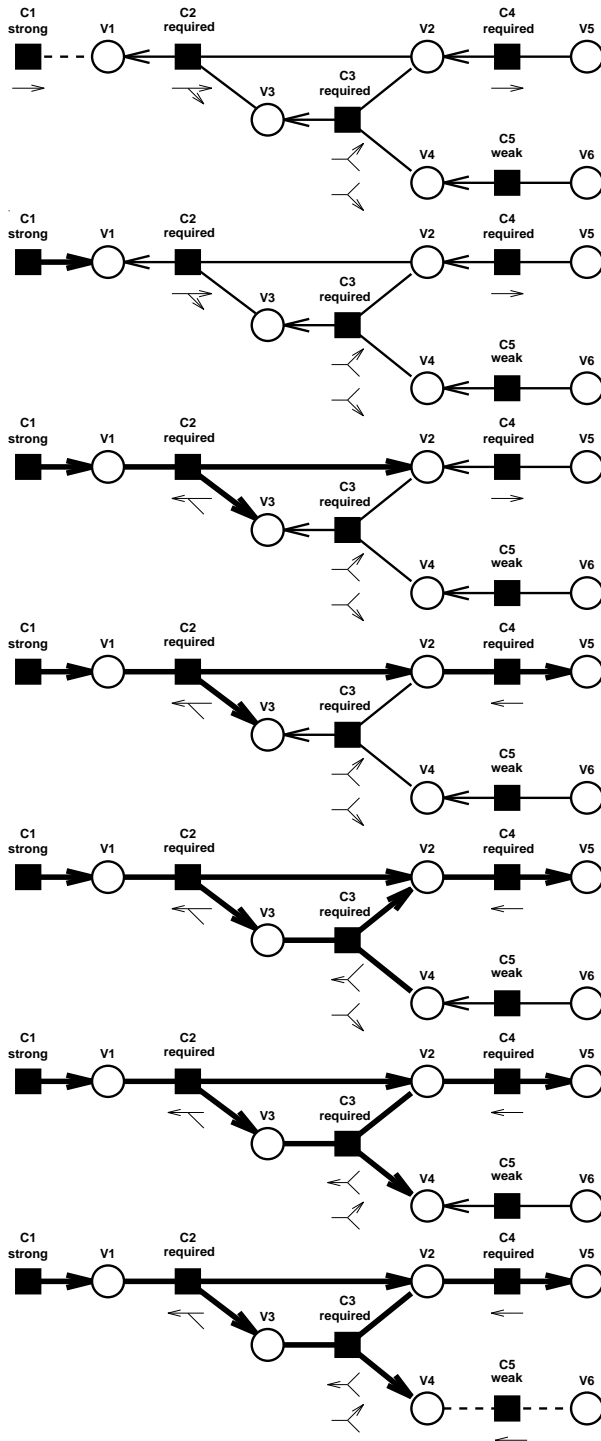 C1 C2 C4
strong V1 required V2 required V5
C3
V3 required
C5
V4 weak V6
C1 C2 C4
strong V1 required V2 required V5
C3
V3 required
C5
V4 weak V6
C1 C2 C4
strong V1 required V2 required V5
C3
V3 required
C5
V4 weak V6
C1 C2 C4
strong V1 required V2 required V5
C3
V3 required
C5
V4 weak V6
C1 C2 C4
strong V1 required V2 required V5
C3
V3 required
C5
V4 weak V6
C1 C2 C4
strong V1 required V2 required V5
C3
V3 required
C5
V4 weak V6
C1 C2 C4
strong V1 required V2 required V5
C3
V3 required
C5
V4 weak V6